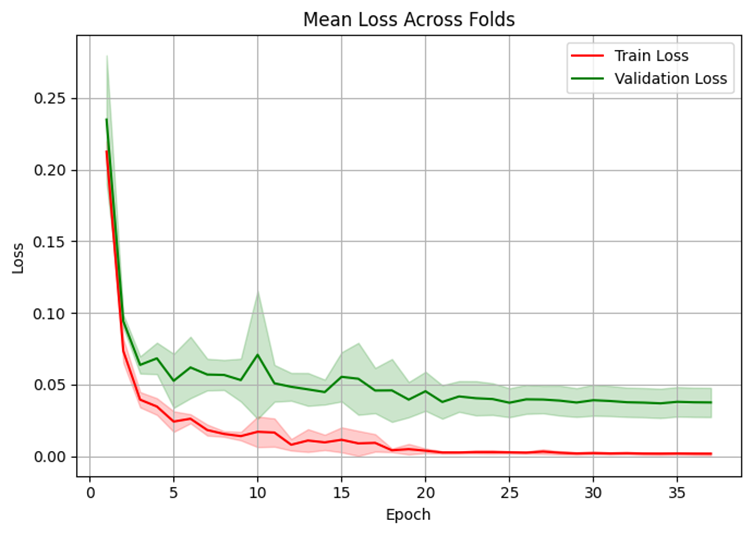 Mean Loss Across Folds
Train Loss
Validation Loss
0.25
0.20
0.15
0.10
0.05
0.00
Loss
0 5 10 15 20 25 30 35
Epoch